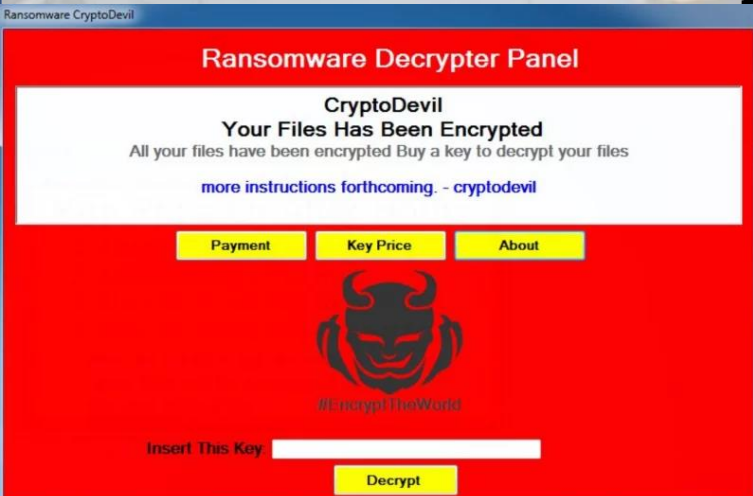 Ransomware CryptoDevil
Ransomware Decrypter Panel
CryptoDevil
Your Files Has Been Encrypted
All your files have been encrypted Buy a key to decrypt your files
more instructions forthcoming. - cryptodevil
Payment Key Price About
#EncryptTheWorld
Insert This Key:
Decrypt